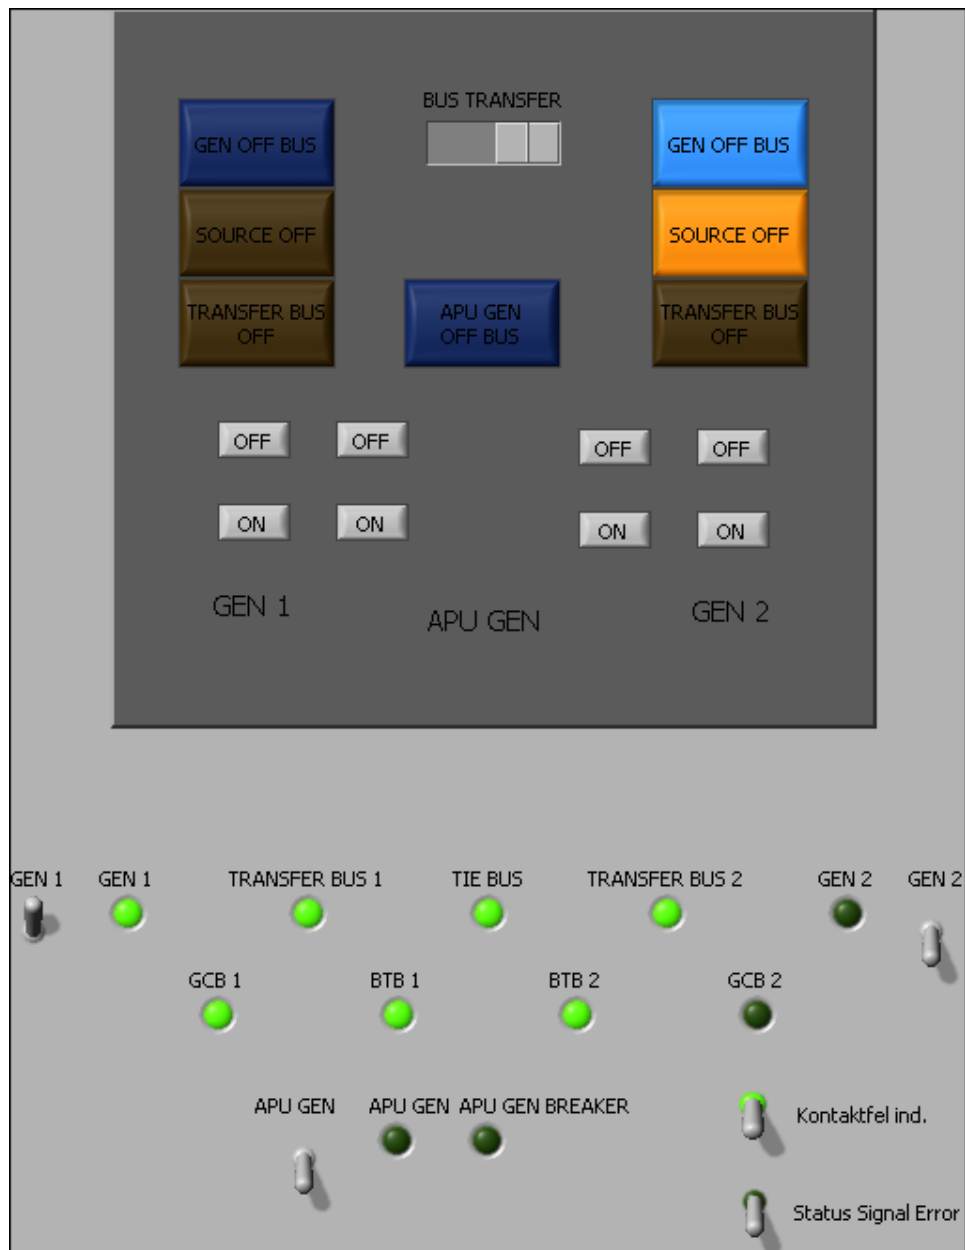 BUS TRANSFER
GEN OFF BUS
GEN OFF BUS
SOURCE OFF
SOURCE OFF
TRANSFER BUS
OFF
APU GEN
OFF BUS
TRANSFER BUS
OFF
OFF
OFF
OFF
OFF
ON
ON
ON
ON
GEN 1
APU GEN
GEN 2
GEN 1
GEN 1
TRANSFER BUS 1
TIE BUS
TRANSFER BUS 2
GEN 2
GEN 2
GCB 1
BTB 1
BTB 2
GCB 2
APU GEN
APU GEN
APU GEN BREAKER
Kontaktfel ind.
Status Signal Error